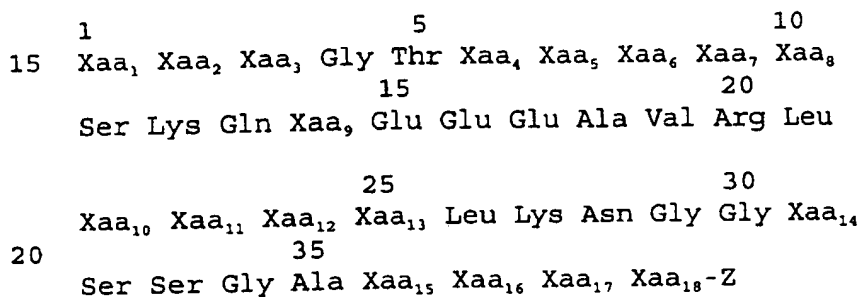 1 5 10
15 Xaa₁ Xaa₂ Xaa₃ Gly Thr Xaa₄ Xaa₅ Xaa₆ Xaa₇ Xaa₈
15 20
Ser Lys Gln Xaa₉ Glu Glu Glu Ala Val Arg Leu
25 30
Xaa₁₀ Xaa₁₁ Xaa₁₂ Xaa₁₃ Leu Lys Asn Gly Gly Xaa₁₄
20 35
Ser Ser Gly Ala Xaa₁₅ Xaa₁₆ Xaa₁₇ Xaa₁₈-Z